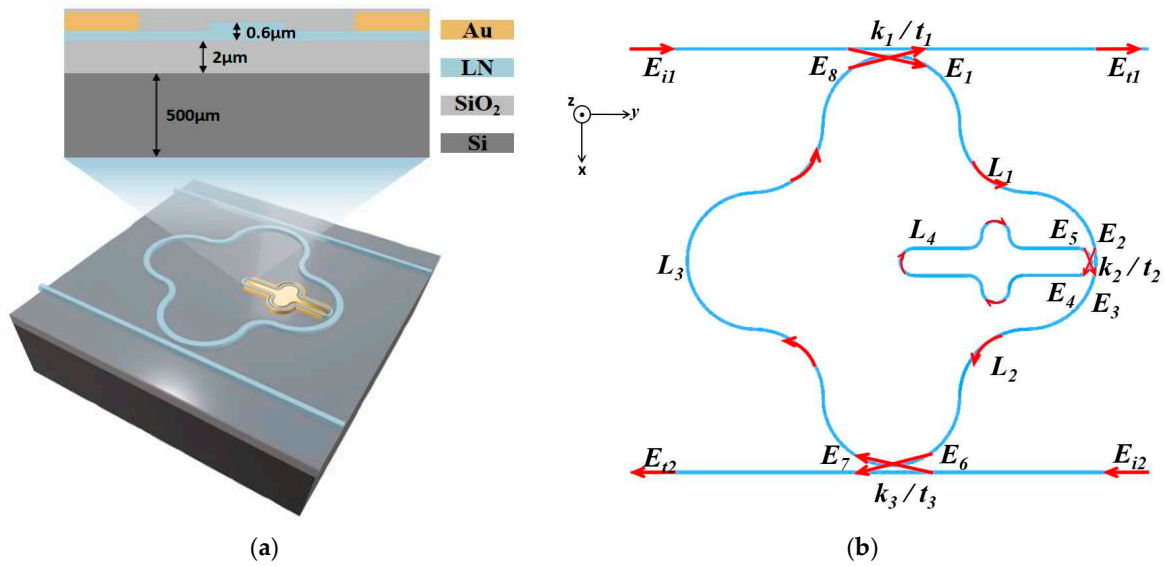 0.6μm
2μm
500μm
Au
LN
SiO2
Si
k1 / t1
Ei1
E8
E1
Et1
z
y
x
L1
L4
E5
E2
L3
k2 / t2
E4
E3
L2
Et2
E7
E6
Ei2
k3 / t3
(a)
(b)